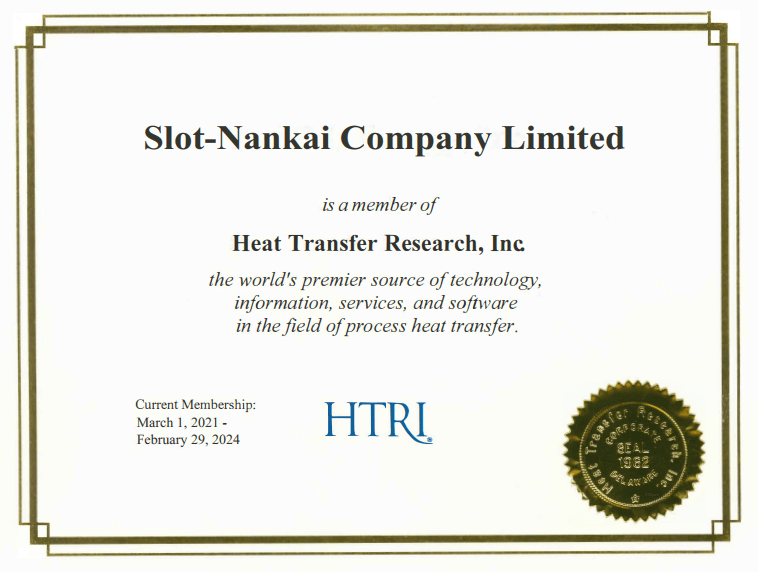 Slot-Nankai Company Limited
is a member of
Heat Transfer Research, Inc.
the world's premier source of technology,
information, services, and software
in the field of process heat transfer.
Current Membership:
March 1, 2021 -
February 29, 2024
HTRI®
Heat Transfer Research, Inc.
CORPORATE
SEAL
1962
DELAWARE